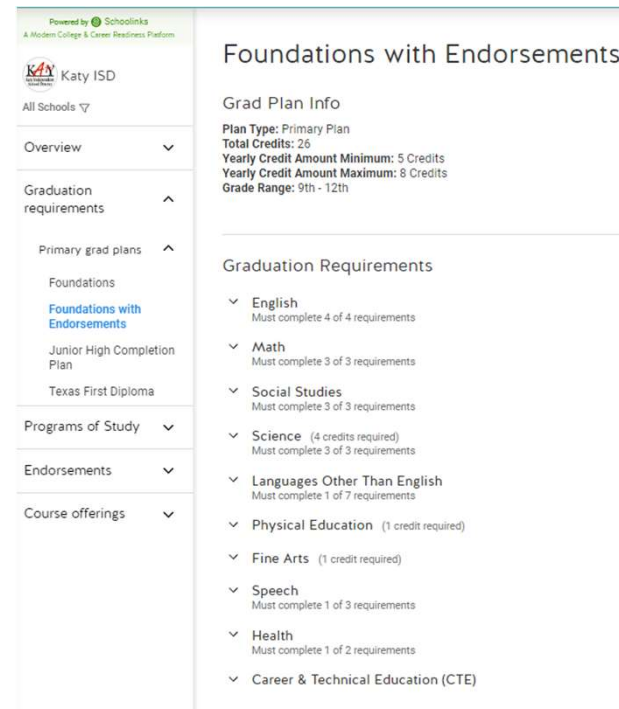 Powered by Schoolinks
A Modern College & Career Readiness Platform
KATY
Katy ISD
All Schools
Overview
Graduation
requirements
Primary grad plans
Foundations
Foundations with
Endorsements
Junior High Completion
Plan
Texas First Diploma
Programs of Study
Endorsements
Course offerings
Foundations with Endorsements
Grad Plan Info
Plan Type: Primary Plan
Total Credits: 26
Yearly Credit Amount Minimum: 5 Credits
Yearly Credit Amount Maximum: 8 Credits
Grade Range: 9th - 12th
Graduation Requirements
English
Must complete 4 of 4 requirements
Math
Must complete 3 of 3 requirements
Social Studies
Must complete 3 of 3 requirements
Science (4 credits required)
Must complete 3 of 3 requirements
Languages Other Than English
Must complete 1 of 7 requirements
Physical Education (1 credit required)
Fine Arts (1 credit required)
Speech
Must complete 1 of 3 requirements
Health
Must complete 1 of 2 requirements
Career & Technical Education (CTE)